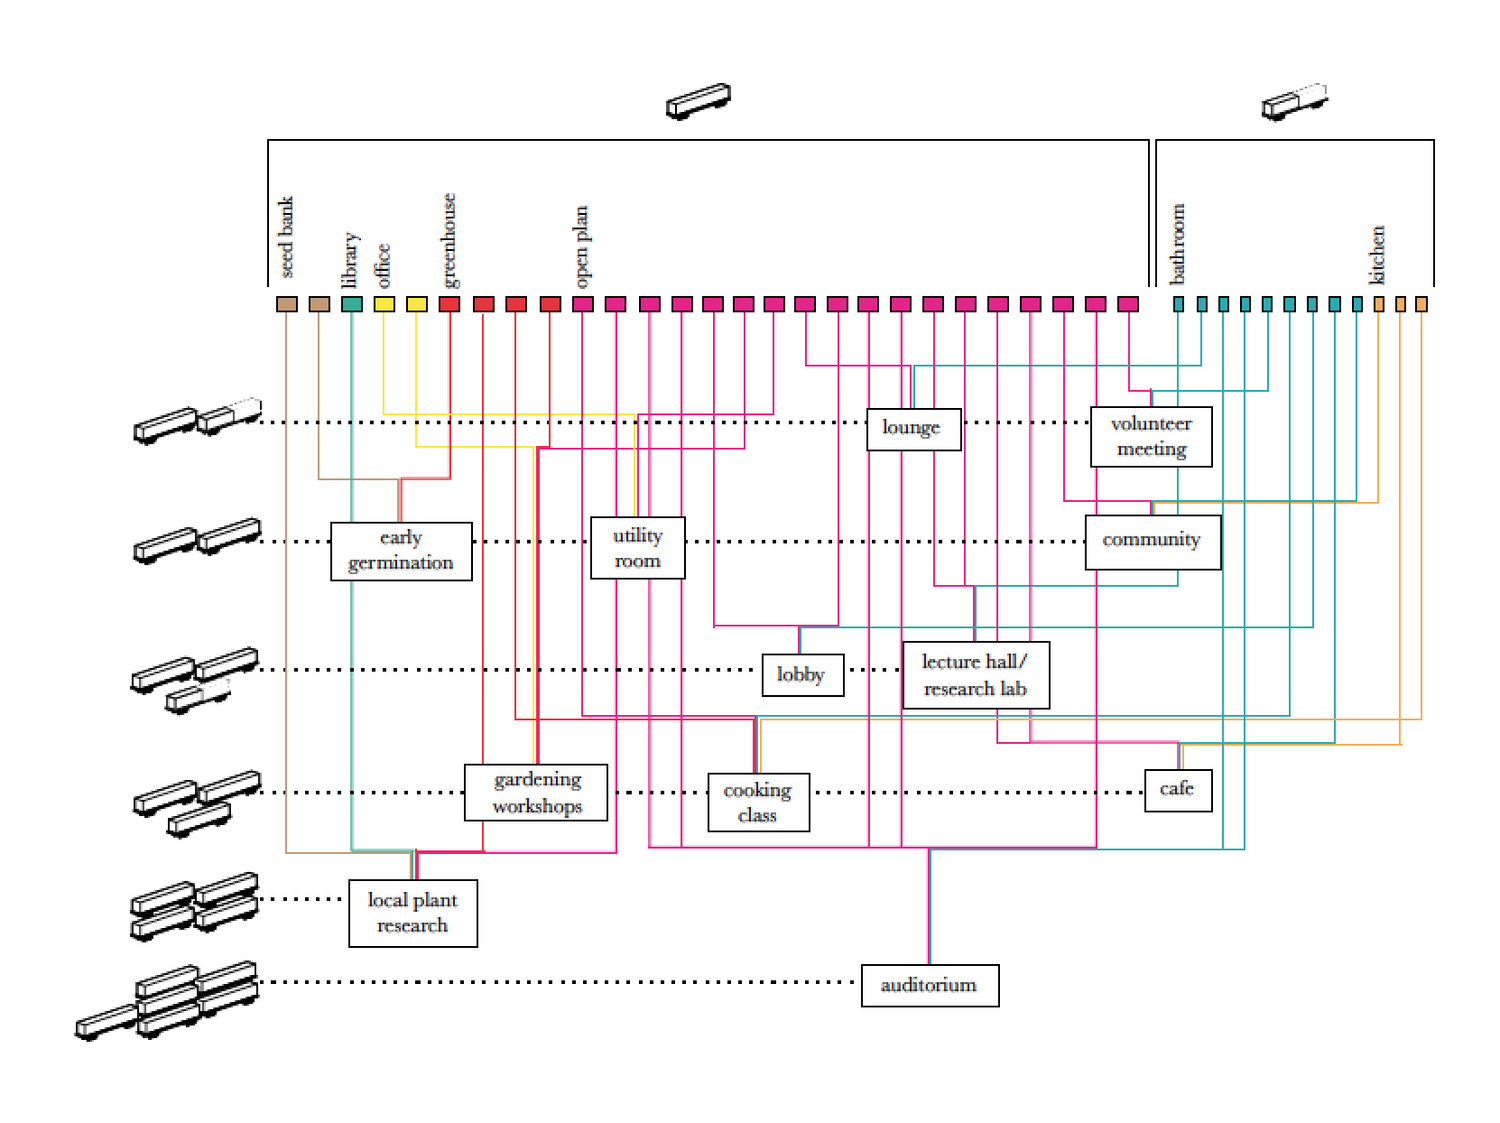 seed bank
library
office
greenhouse
open plan
bathroom
kitchen
lounge
volunteer
meeting
early
germination
utility
room
community
lobby
lecture hall/
research lab
gardening
workshops
cooking
class
cafe
local plant
research
auditorium